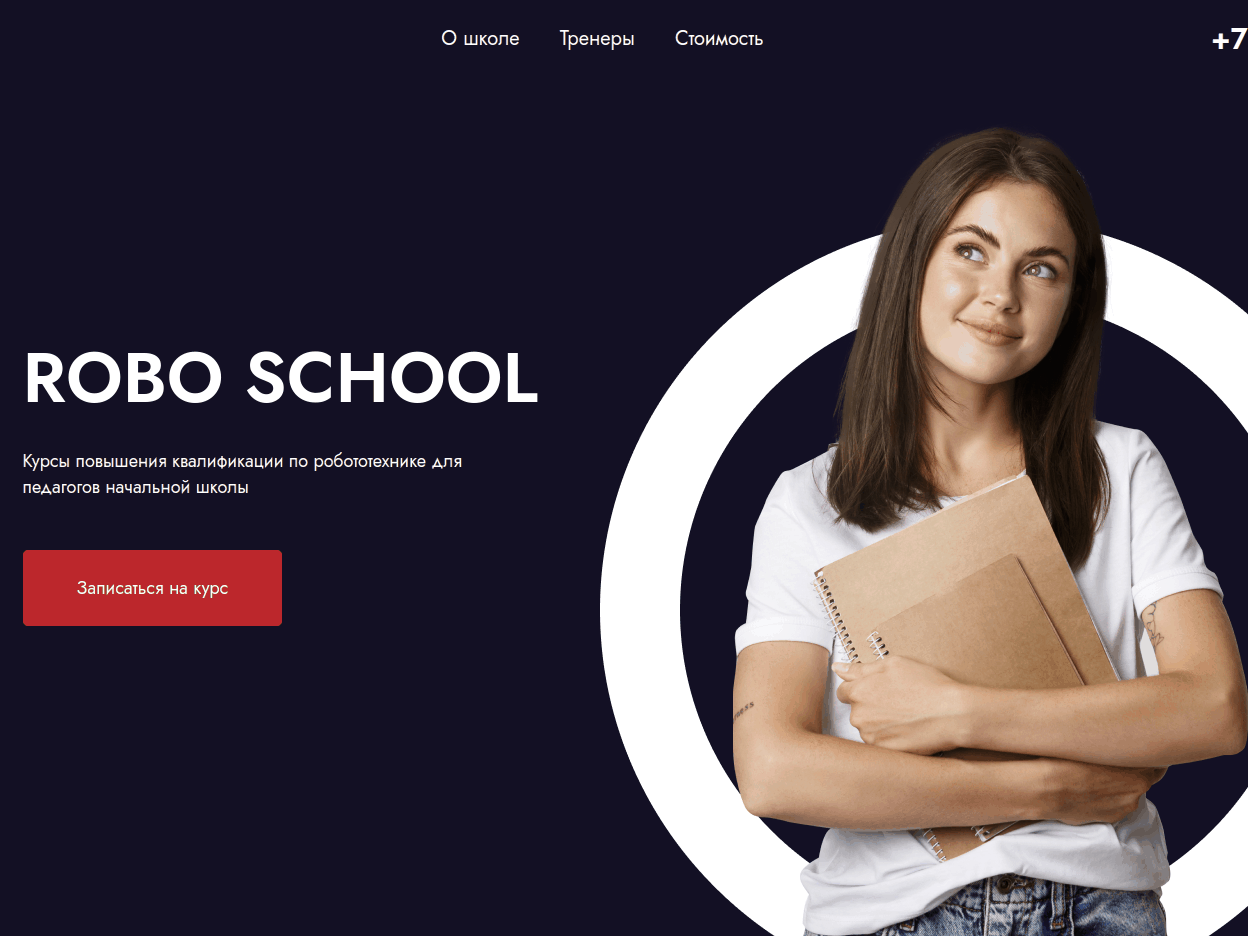 О школе Тренеры Стоимость +7
ROBO SCHOOL
Курсы повышения квалификации по робототехнике для
педагогов начальной школы
Записаться на курс